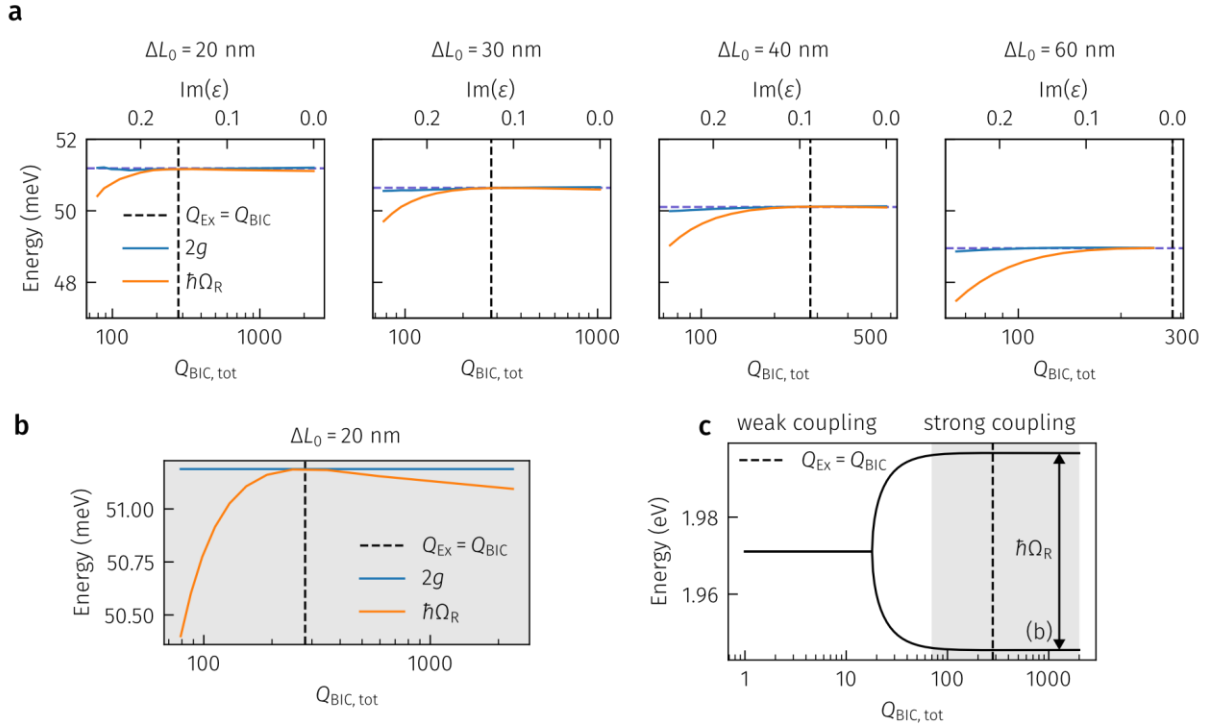 a
ΔL₀ = 20 nm
ΔL₀ = 30 nm
ΔL₀ = 40 nm
ΔL₀ = 60 nm
Im(ε)
Im(ε)
Im(ε)
Im(ε)
0.2 0.1 0.0
0.2 0.1 0.0
0.2 0.1 0.0
0.2 0.1 0.0
52
50
48
Energy (meV)
Q_Ex = Q_BIC
2g
ħΩ_R
100 1000
100 1000
100 500
100 300
Q_BIC, tot
Q_BIC, tot
Q_BIC, tot
Q_BIC, tot
b
ΔL₀ = 20 nm
51.00
50.75
50.50
Energy (meV)
Q_Ex = Q_BIC
2g
ħΩ_R
100 1000
Q_BIC, tot
c
weak coupling strong coupling
Q_Ex = Q_BIC
1.98
1.96
Energy (eV)
ħΩ_R
(b)
1 10 100 1000
Q_BIC, tot